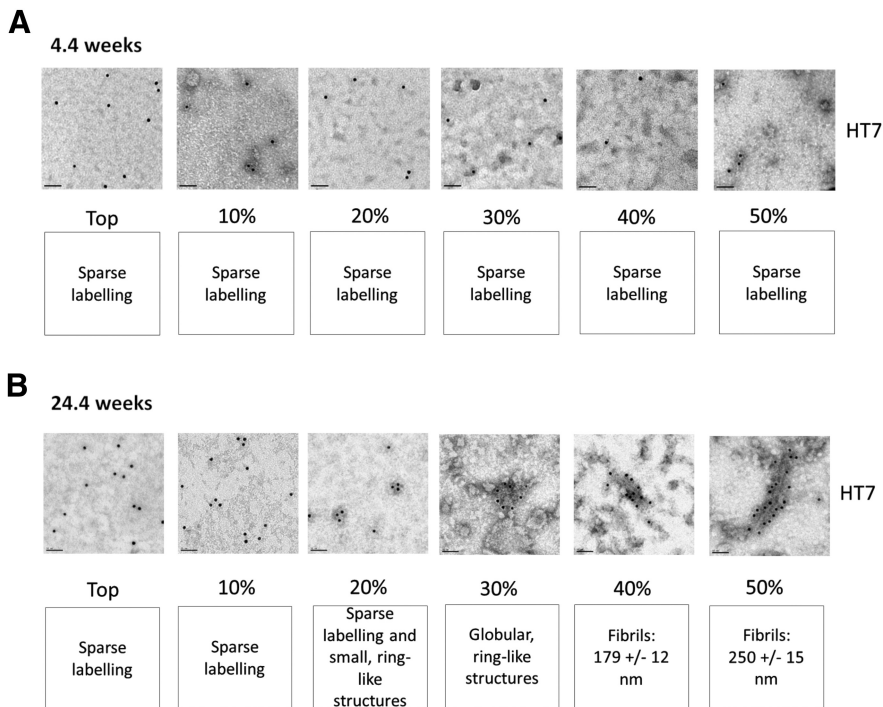 A
4.4 weeks
HT7
Top
10%
20%
30%
40%
50%
Sparse
labelling
Sparse
labelling
Sparse
labelling
Sparse
labelling
Sparse
labelling
Sparse
labelling
B
24.4 weeks
HT7
Top
10%
20%
30%
40%
50%
Sparse
labelling
Sparse
labelling
Sparse
labelling and
small, ring-
like
structures
Globular,
ring-like
structures
Fibrils:
179 +/- 12
nm
Fibrils:
250 +/- 15
nm